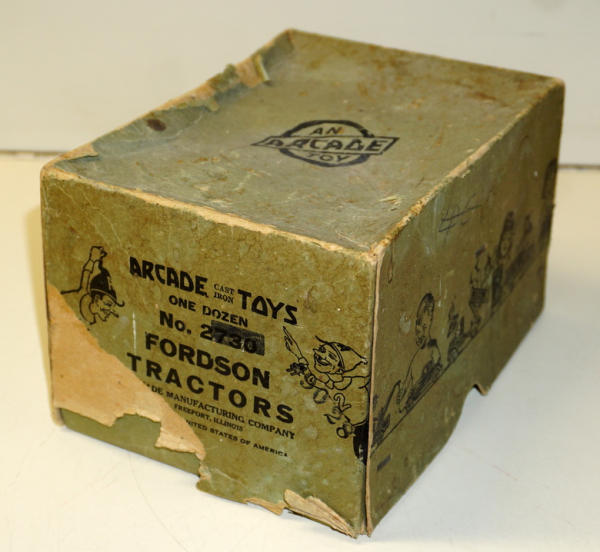 AN
ARCADE
TOY
ARCADE CAST IRON TOYS
ONE DOZEN
No. 2730
FORDSON
TRACTORS
ADE MANUFACTURING COMPANY
FREEPORT, ILLINOIS
UNITED STATES OF AMERICA